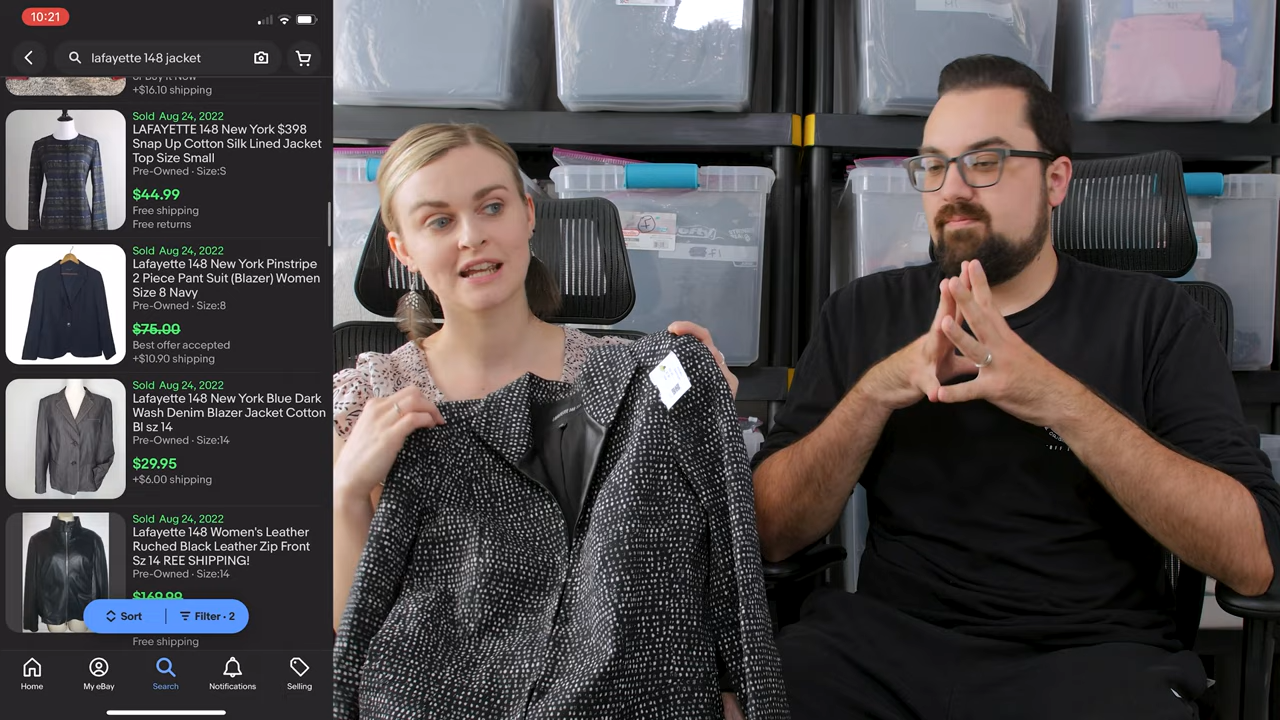 10:21
lafayette 148 jacket
or Buy It Now
+$16.10 shipping
Sold Aug 24, 2022
LAFAYETTE 148 New York $398
Snap Up Cotton Silk Lined Jacket
Top Size Small
Pre-Owned · Size:S
$44.99
Free shipping
Free returns
Sold Aug 24, 2022
Lafayette 148 New York Pinstripe
2 Piece Pant Suit (Blazer) Women
Size 8 Navy
Pre-Owned · Size:8
$75.00
Best offer accepted
+$10.90 shipping
Sold Aug 24, 2022
Lafayette 148 New York Blue Dark
Wash Denim Blazer Jacket Cotton
Bl sz 14
Pre-Owned · Size:14
$29.95
+$6.00 shipping
Sold Aug 24, 2022
Lafayette 148 Women's Leather
Ruched Black Leather Zip Front
Sz 14 REE SHIPPING!
Pre-Owned · Size:14
$169.99
Free shipping
Sort
Filter · 2
Home
My eBay
Search
Notifications
Selling